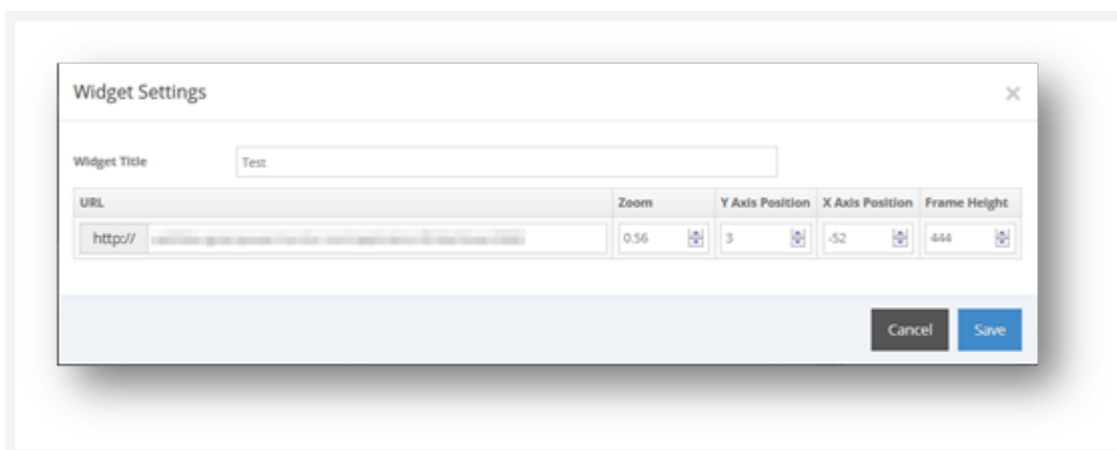 Widget Settings ×
Widget Title Test
URL Zoom Y Axis Position X Axis Position Frame Height
http:// 0.56 3 -52 444
Cancel Save